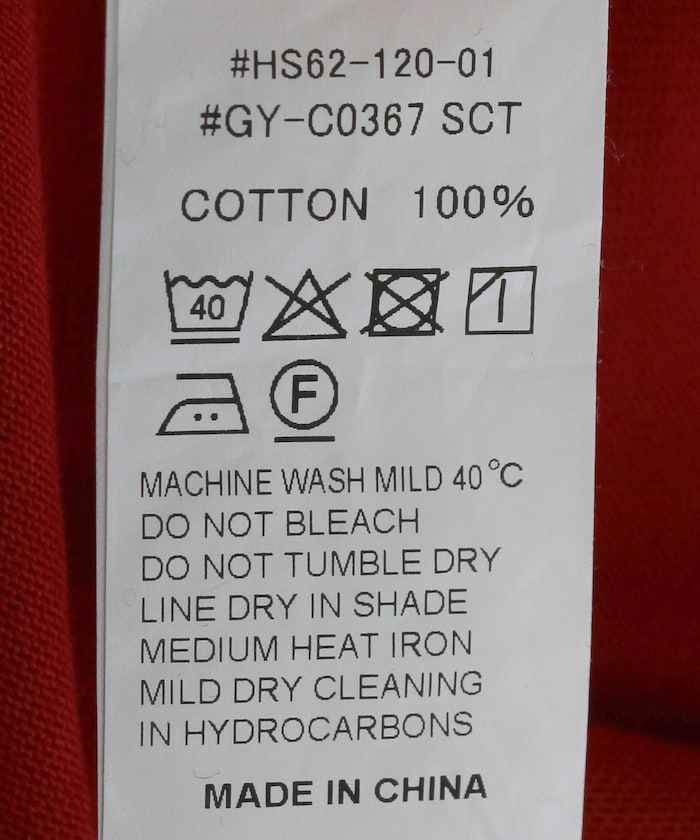 #HS62-120-01
#GY-C0367 SCT
COTTON 100%
40
F
MACHINE WASH MILD 40°C
DO NOT BLEACH
DO NOT TUMBLE DRY
LINE DRY IN SHADE
MEDIUM HEAT IRON
MILD DRY CLEANING
IN HYDROCARBONS
MADE IN CHINA